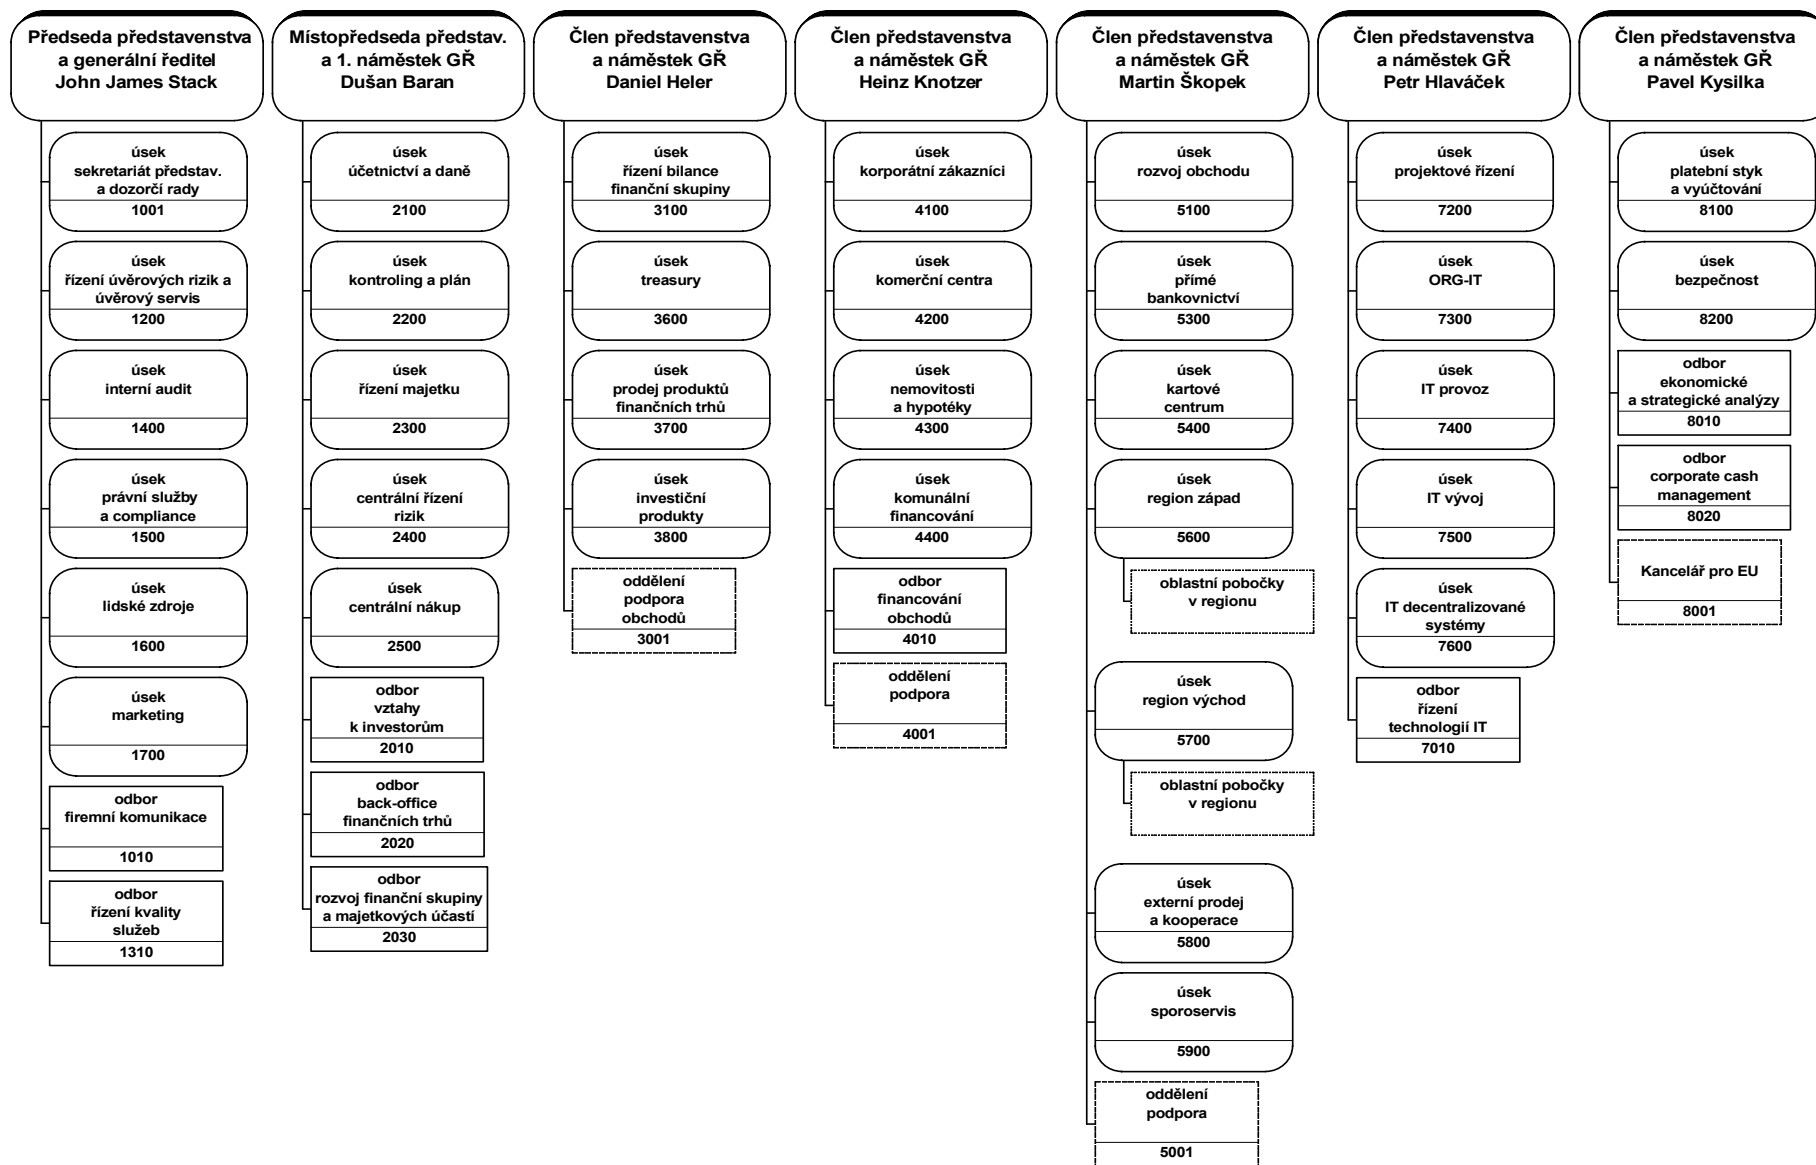 Předseda představenstva
a generální ředitel
John James Stack
úsek
sekretariát představ.
a dozorčí rady
1001
úsek
řízení úvěrových rizik a
úvěrový servis
1200
úsek
interní audit
1400
úsek
právní služby
a compliance
1500
úsek
lidské zdroje
1600
úsek
marketing
1700
odbor
firemní komunikace
1010
odbor
řízení kvality
služeb
1310
Místopředseda představ.
a 1. náměstek GŘ
Dušan Baran
úsek
účetnictví a daně
2100
úsek
kontroling a plán
2200
úsek
řízení majetku
2300
úsek
centrální řízení
rizik
2400
úsek
centrální nákup
2500
odbor
vztahy
k investorům
2010
odbor
back-office
finančních trhů
2020
odbor
rozvoj finanční skupiny
a majetkových účastí
2030
Člen představenstva
a náměstek GŘ
Daniel Heler
úsek
řízení bilance
finanční skupiny
3100
úsek
treasury
3600
úsek
prodej produktů
finančních trhů
3700
úsek
investiční
produkty
3800
oddělení
podpora
obchodů
3001
Člen představenstva
a náměstek GŘ
Heinz Knotzer
úsek
korporátní zákazníci
4100
úsek
komerční centra
4200
úsek
nemovitosti
a hypotéky
4300
úsek
komunální
financování
4400
odbor
financování
obchodů
4010
oddělení
podpora
4001
Člen představenstva
a náměstek GŘ
Martin Škopek
úsek
rozvoj obchodu
5100
úsek
přímé
bankovnictví
5300
úsek
kartové
centrum
5400
úsek
region západ
5600
oblastní pobočky
v regionu
úsek
region východ
5700
oblastní pobočky
v regionu
úsek
externí prodej
a kooperace
5800
úsek
sporoservis
5900
oddělení
podpora
5001
Člen představenstva
a náměstek GŘ
Petr Hlaváček
úsek
projektové řízení
7200
úsek
ORG-IT
7300
úsek
IT provoz
7400
úsek
IT vývoj
7500
úsek
IT decentralizované
systémy
7600
odbor
řízení
technologií IT
7010
Člen představenstva
a náměstek GŘ
Pavel Kysilka
úsek
platební styk
a vyúčtování
8100
úsek
bezpečnost
8200
odbor
ekonomické
a strategické analýzy
8010
odbor
corporate cash
management
8020
Kancelář pro EU
8001